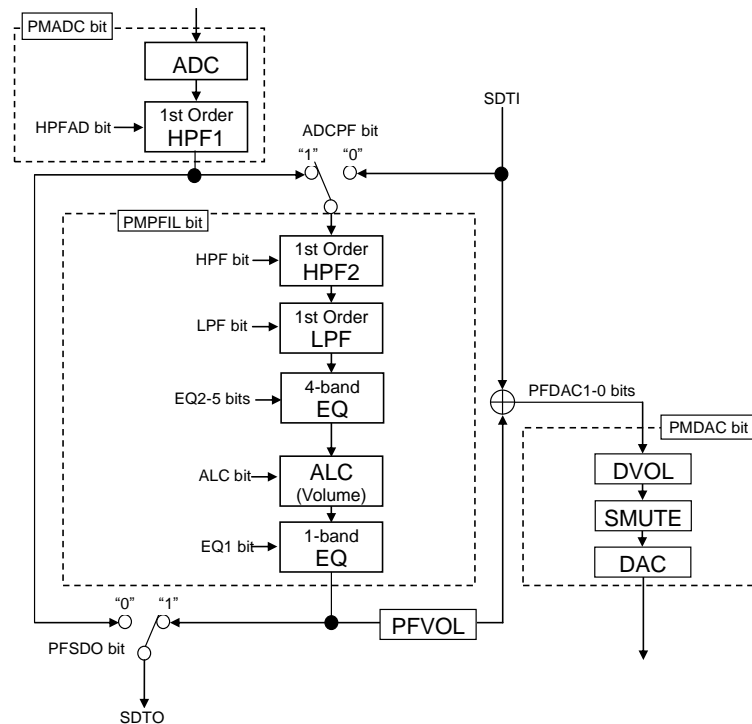 PMADC bit
ADC
1st Order
HPF1
HPFAD bit
SDTI
ADCPF bit
“1” “0”
PMPFIL bit
1st Order
HPF2
HPF bit
1st Order
LPF
LPF bit
4-band
EQ
EQ2-5 bits
PFDAC1-0 bits
PMDAC bit
ALC
(Volume)
ALC bit
DVOL
SMUTE
DAC
1-band
EQ
EQ1 bit
“0” “1”
PFVOL
PFSDO bit
SDTO